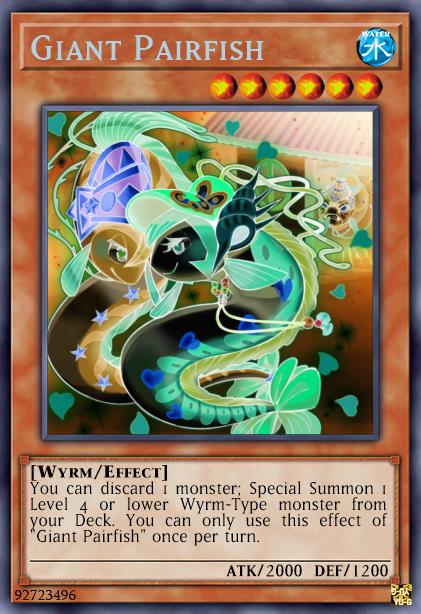 GIANT PAIRFISH
WATER
水
[WYRM/EFFECT]
You can discard 1 monster; Special Summon 1
Level 4 or lower Wyrm-Type monster from
your Deck. You can only use this effect of
"Giant Pairfish" once per turn.
ATK/2000 DEF/1200
92723496